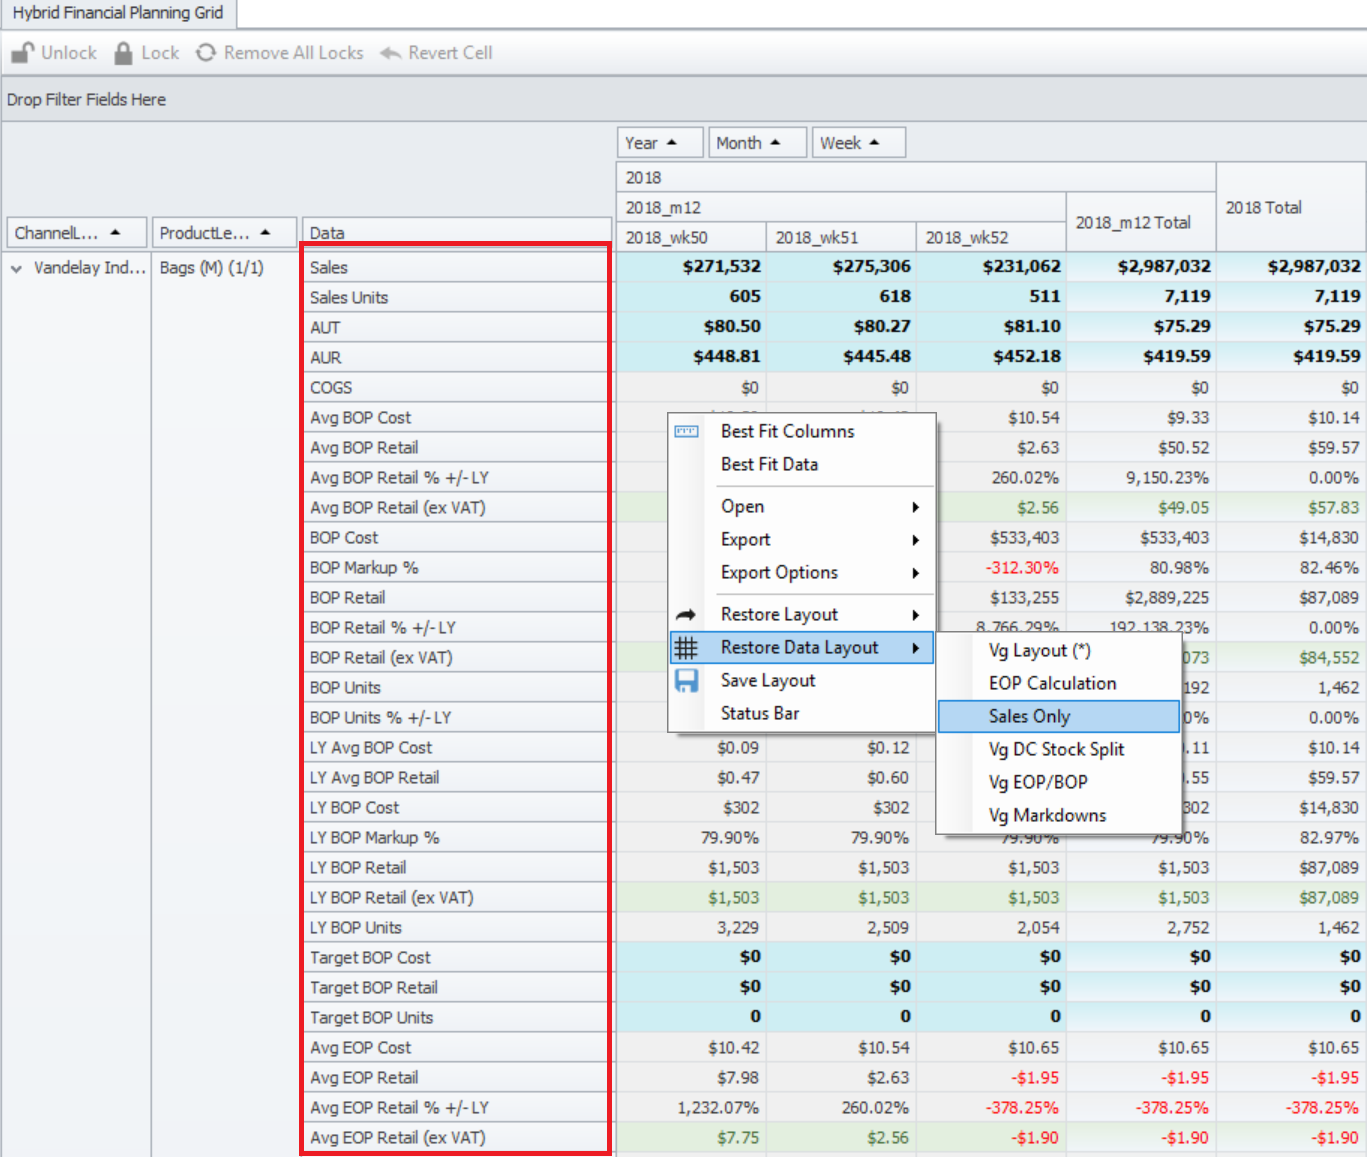 Hybrid Financial Planning Grid
Unlock Lock Remove All Locks Revert Cell
Drop Filter Fields Here
Year Month Week
2018
2018_m12 2018_m12 Total 2018 Total
ChannelL... ProductLe... Data 2018_wk50 2018_wk51 2018_wk52
Vandelay Ind... Bags (M) (1/1) Sales $271,532 $275,306 $231,062 $2,987,032 $2,987,032
Sales Units 605 618 511 7,119 7,119
AUT $80.50 $80.27 $81.10 $75.29 $75.29
AUR $448.81 $445.48 $452.18 $419.59 $419.59
COGS $0 $0 $0 $0 $0
Avg BOP Cost $10.54 $9.33 $10.14
Avg BOP Retail $2.63 $50.52 $59.57
Avg BOP Retail % +/-LY 260.02% 9,150.23% 0.00%
Avg BOP Retail (ex VAT) $2.56 $49.05 $57.83
BOP Cost $533,403 $533,403 $14,830
BOP Markup % -312.30% 80.98% 82.46%
BOP Retail $133,255 $2,889,225 $87,089
BOP Retail % +/-LY 8,766.29% 192,138.23% 0.00%
BOP Retail (ex VAT) 073 $84,552
BOP Units 192 1,462
BOP Units % +/-LY 0% 0.00%
LY Avg BOP Cost $0.09 $0.12 .11 $10.14
LY Avg BOP Retail $0.47 $0.60 .55 $59.57
LY BOP Cost $302 $302 302 $14,830
LY BOP Markup % 79.90% 79.90% 79.90% 79.90% 82.97%
LY BOP Retail $1,503 $1,503 $1,503 $1,503 $87,089
LY BOP Retail (ex VAT) $1,503 $1,503 $1,503 $1,503 $87,089
LY BOP Units 3,229 2,509 2,054 2,752 1,462
Target BOP Cost $0 $0 $0 $0 $0
Target BOP Retail $0 $0 $0 $0 $0
Target BOP Units 0 0 0 0 0
Avg EOP Cost $10.42 $10.54 $10.65 $10.65 $10.65
Avg EOP Retail $7.98 $2.63 -$1.95 -$1.95 -$1.95
Avg EOP Retail % +/-LY 1,232.07% 260.02% -378.25% -378.25% -378.25%
Avg EOP Retail (ex VAT) $7.75 $2.56 -$1.90 -$1.90 -$1.90
Best Fit Columns
Best Fit Data
Open
Export
Export Options
Restore Layout
Restore Data Layout
Save Layout
Status Bar
Vg Layout (*)
EOP Calculation
Sales Only
Vg DC Stock Split
Vg EOP/BOP
Vg Markdowns